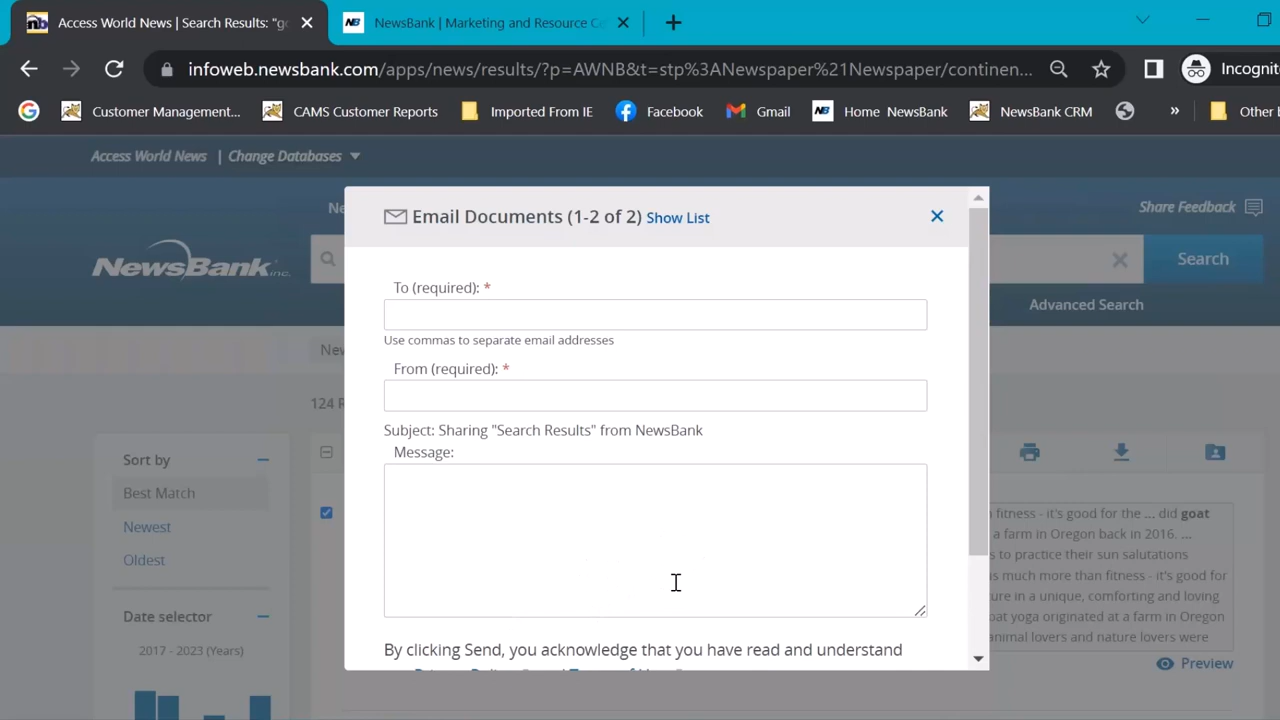 Access World News | Search Results: "go
NewsBank | Marketing and Resource Ce
infoweb.newsbank.com/apps/news/results/?p=AWNB&t=stp%3ANewspaper%21Newspaper/continen...
Incognit
Customer Management...
CAMS Customer Reports
Imported From IE
Facebook
Gmail
Home NewsBank
NewsBank CRM
»
Other b
Access World News | Change Databases
Ne
Share Feedback
NewsBank inc.
Search
Advanced Search
New
124 R
Email Documents (1-2 of 2) Show List
To (required): *
Use commas to separate email addresses
From (required): *
Subject: Sharing "Search Results" from NewsBank
Message:
By clicking Send, you acknowledge that you have read and understand
Sort by
Best Match
Newest
Oldest
Date selector
2017 - 2023 (Years)
fitness - it's good for the ... did goat
a farm in Oregon back in 2016. ...
s to practice their sun salutations
is much more than fitness - it's good for
ure in a unique, comforting and loving
oat yoga originated at a farm in Oregon
animal lovers and nature lovers were
Preview